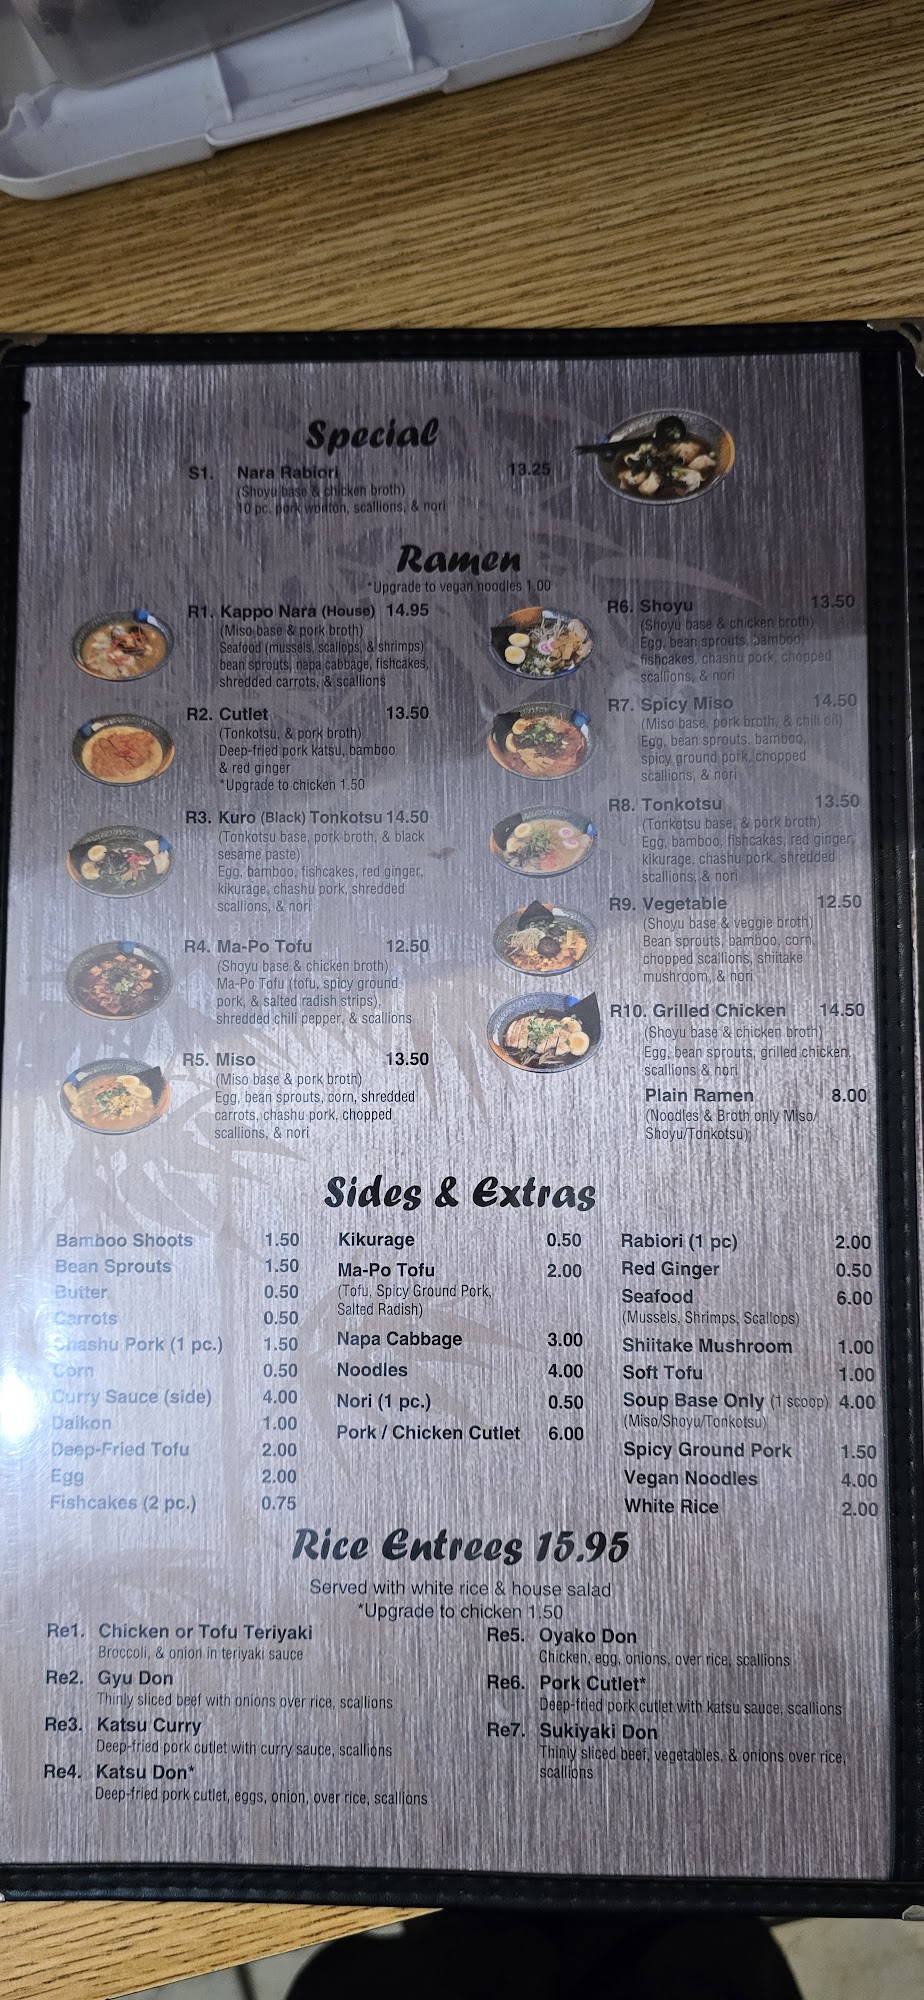 Special
S1. Nara Rabiori 13.25
(Shoyu base & chicken broth)
10 pc. pork wonton, scallions, & nori
Ramen
*Upgrade to vegan noodles 1.00
R1. Kappo Nara (House) 14.95
(Miso base & pork broth)
Seafood (mussels, scallops, & shrimps)
bean sprouts, napa cabbage, fishcakes,
shredded carrots, & scallions
R2. Cutlet 13.50
(Tonkotsu, & pork broth)
Deep-fried pork katsu, bamboo
& red ginger
*Upgrade to chicken 1.50
R3. Kuro (Black) Tonkotsu 14.50
(Tonkotsu base, pork broth, & black
sesame paste)
Egg, bamboo, fishcakes, red ginger,
kikurage, chashu pork, shredded
scallions, & nori
R4. Ma-Po Tofu 12.50
(Shoyu base & chicken broth)
Ma-Po Tofu (tofu, spicy ground
pork, & salted radish strips),
shredded chili pepper, & scallions
R5. Miso 13.50
(Miso base & pork broth)
Egg, bean sprouts, corn, shredded
carrots, chashu pork, chopped
scallions, & nori
R6. Shoyu 13.50
(Shoyu base & chicken broth)
Egg, bean sprouts, bamboo,
fishcakes, chashu pork, chopped
scallions, & nori
R7. Spicy Miso 14.50
(Miso base, pork broth, & chili oil)
Egg, bean sprouts, bamboo,
spicy ground pork, chopped
scallions, & nori
R8. Tonkotsu 13.50
(Tonkotsu base, & pork broth)
Egg, bamboo, fishcakes, red ginger,
kikurage, chashu pork, shredded
scallions, & nori
R9. Vegetable 12.50
(Shoyu base & veggie broth)
Bean sprouts, bamboo, corn,
chopped scallions, shiitake
mushroom, & nori
R10. Grilled Chicken 14.50
(Shoyu base & chicken broth)
Egg, bean sprouts, grilled chicken,
scallions & nori
Plain Ramen 8.00
(Noodles & Broth only Miso/
Shoyu/Tonkotsu)
Sides & Extras
Bamboo Shoots 1.50
Bean Sprouts 1.50
Butter 0.50
Carrots 0.50
Chashu Pork (1 pc.) 1.50
Corn 0.50
Curry Sauce (side) 4.00
Daikon 1.00
Deep-Fried Tofu 2.00
Egg 2.00
Fishcakes (2 pc.) 0.75
Kikurage 0.50
Ma-Po Tofu 2.00
(Tofu, Spicy Ground Pork,
Salted Radish)
Napa Cabbage 3.00
Noodles 4.00
Nori (1 pc.) 0.50
Pork / Chicken Cutlet 6.00
Rabiori (1 pc) 2.00
Red Ginger 0.50
Seafood 6.00
(Mussels, Shrimps, Scallops)
Shiitake Mushroom 1.00
Soft Tofu 1.00
Soup Base Only (1 scoop) 4.00
(Miso/Shoyu/Tonkotsu)
Spicy Ground Pork 1.50
Vegan Noodles 4.00
White Rice 2.00
Rice Entrees 15.95
Served with white rice & house salad
*Upgrade to chicken 1.50
Re1. Chicken or Tofu Teriyaki
Broccoli, & onion in teriyaki sauce
Re2. Gyu Don
Thinly sliced beef with onions over rice, scallions
Re3. Katsu Curry
Deep-fried pork cutlet with curry sauce, scallions
Re4. Katsu Don*
Deep-fried pork cutlet, eggs, onion, over rice, scallions
Re5. Oyako Don
Chicken, egg, onions, over rice, scallions
Re6. Pork Cutlet*
Deep-fried pork cutlet with katsu sauce, scallions
Re7. Sukiyaki Don
Thinly sliced beef, vegetables, & onions over rice,
scallions